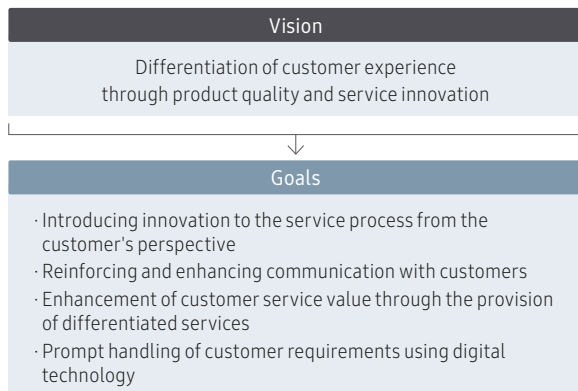 Vision
Differentiation of customer experience
through product quality and service innovation
Goals
· Introducing innovation to the service process from the
customer's perspective
· Reinforcing and enhancing communication with customers
· Enhancement of customer service value through the provision
of differentiated services
· Prompt handling of customer requirements using digital
technology